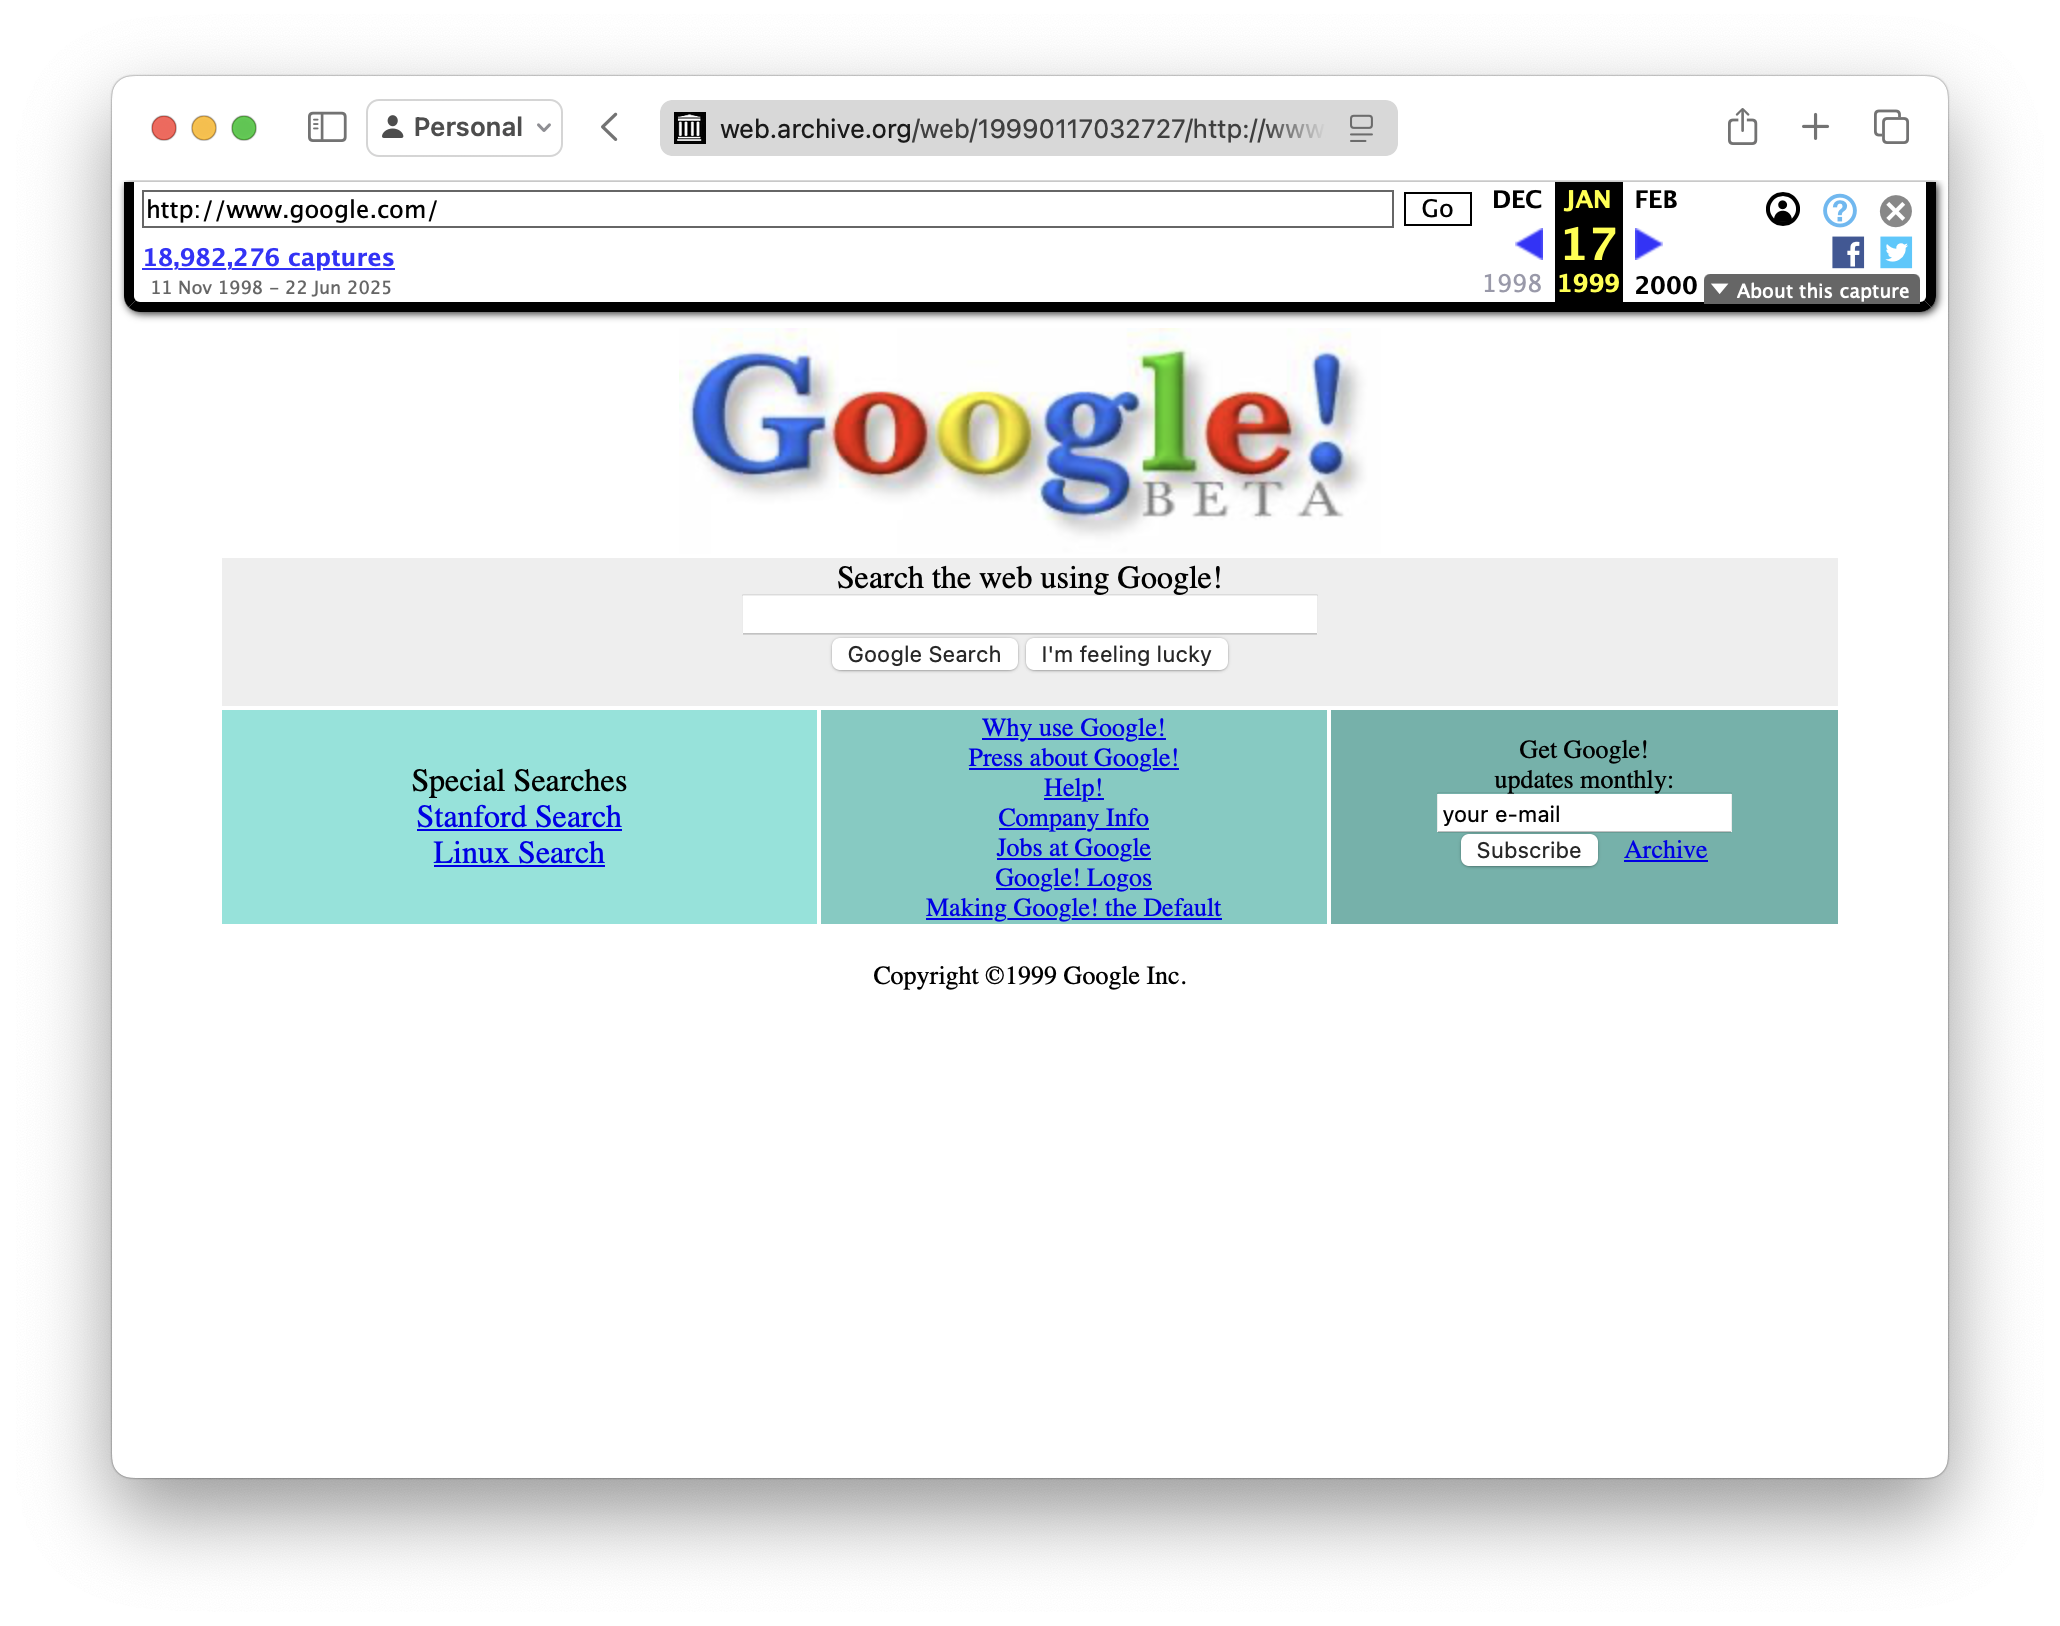 Personal
web.archive.org/web/19990117032727/http://www
http://www.google.com/
Go
DEC JAN FEB
17
18,982,276 captures
11 Nov 1998 – 22 Jun 2025
1998 1999 2000
About this capture
Google!
BETA
Search the web using Google!
Google Search I'm feeling lucky
Special Searches
Stanford Search
Linux Search
Why use Google!
Press about Google!
Help!
Company Info
Jobs at Google
Google! Logos
Making Google! the Default
Get Google!
updates monthly:
your e-mail
Subscribe Archive
Copyright ©1999 Google Inc.